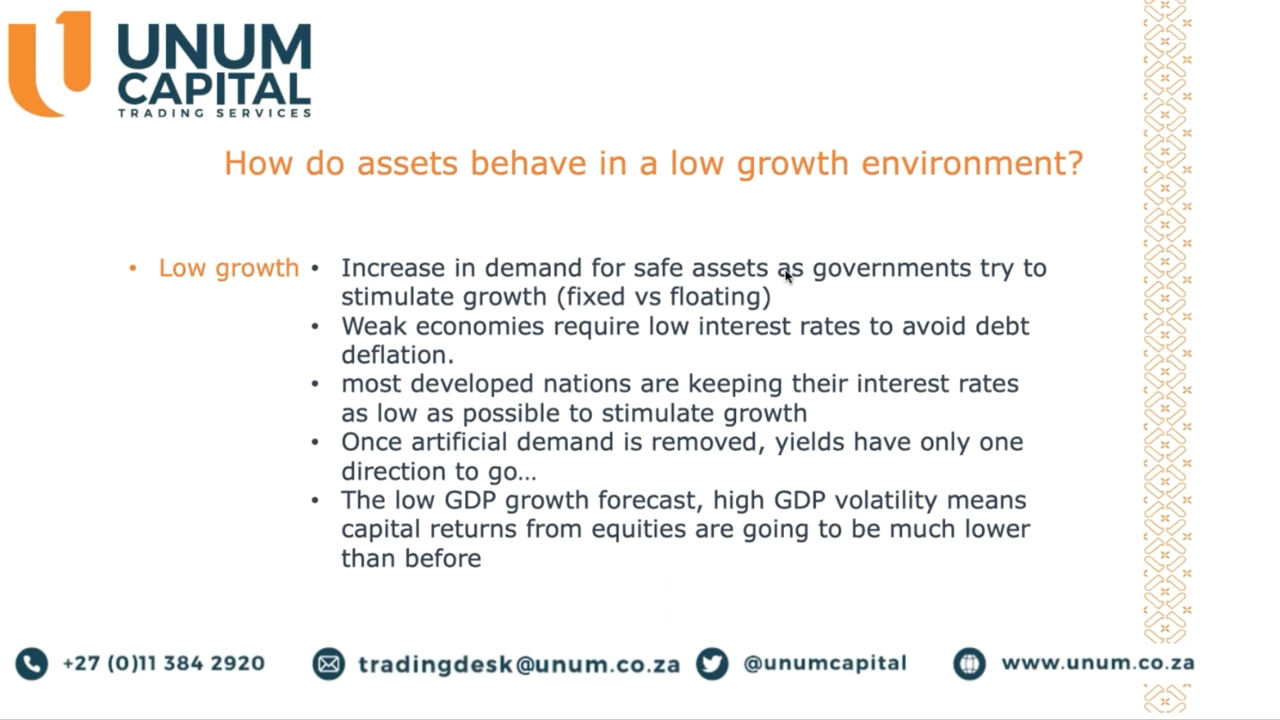 UNUM
CAPITAL
TRADING SERVICES
How do assets behave in a low growth environment?
• Low growth
• Increase in demand for safe assets as governments try to
stimulate growth (fixed vs floating)
• Weak economies require low interest rates to avoid debt
deflation.
• most developed nations are keeping their interest rates
as low as possible to stimulate growth
• Once artificial demand is removed, yields have only one
direction to go…
• The low GDP growth forecast, high GDP volatility means
capital returns from equities are going to be much lower
than before
+27 (0)11 384 2920
tradingdesk@unum.co.za
@unumcapital
www.unum.co.za